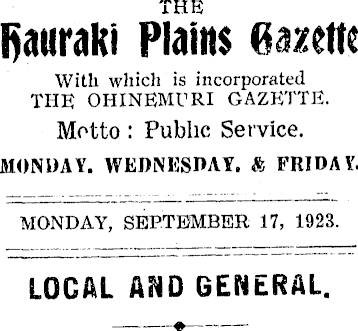 THE
Hauraki Plains Gazette
With which is incorporated
THE OHINEMURI GAZETTE.
Motto : Public Service.
MONDAY, WEDNESDAY, & FRIDAY.
MONDAY, SEPTEMBER 17, 1923.
LOCAL AND GENERAL.